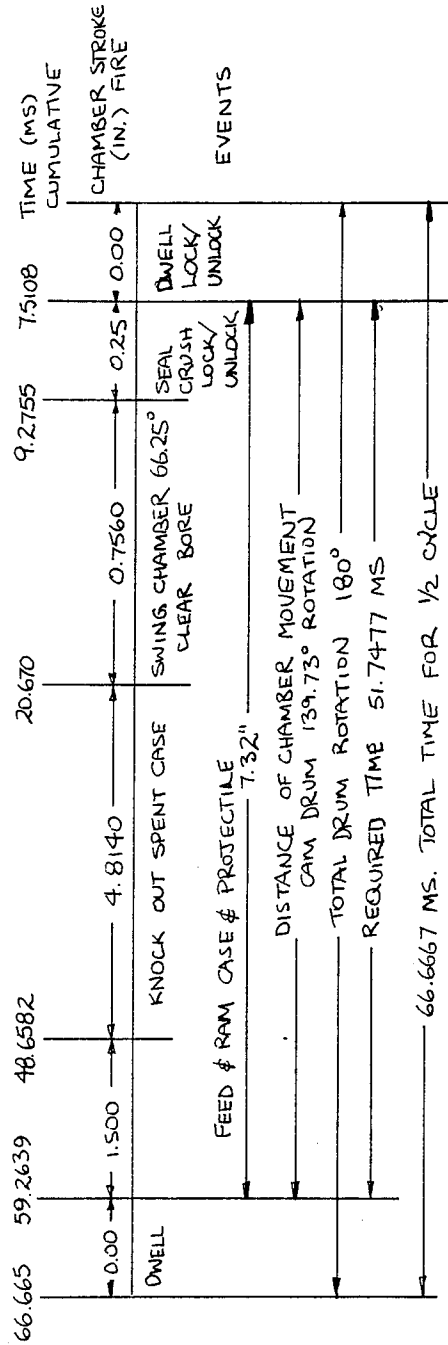 66.665 59.2639 48.6582 20.670 9.2755 7.5108 TIME (MS)
CUMULATIVE
0.00 1.500 4.8140 0.7560 0.25 0.00 CHAMBER STROKE
(IN.) FIRE
DWELL KNOCK OUT SPENT CASE SWING CHAMBER 66.25°
CLEAR BORE
SEAL
CRUSH
LOCK/
UNLOCK
DWELL
LOCK/
UNLOCK
EVENTS
FEED & RAM CASE & PROJECTILE
7.32"
DISTANCE OF CHAMBER MOVEMENT
CAM DRUM 139.73° ROTATION
TOTAL DRUM ROTATION 180°
REQUIRED TIME 51.7477 MS
66.6667 MS. TOTAL TIME FOR 1/2 CYCLE